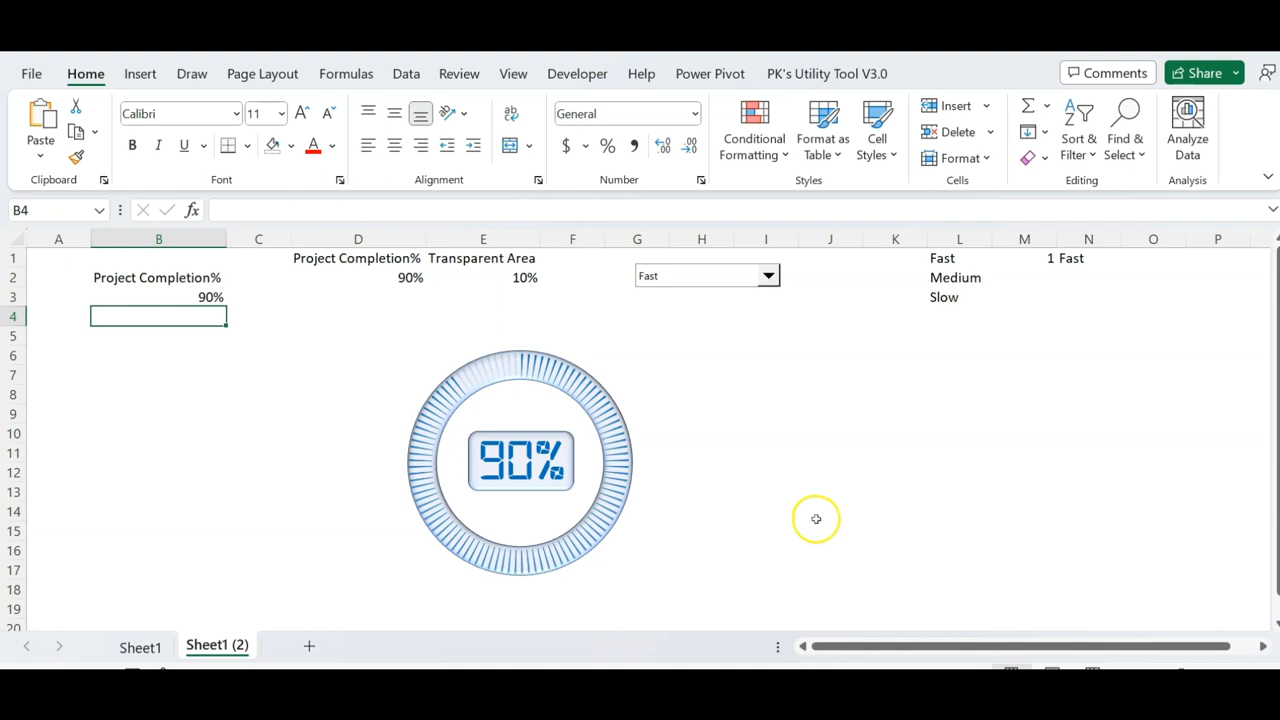 File Home Insert Draw Page Layout Formulas Data Review View Developer Help Power Pivot PK's Utility Tool V3.0 Comments Share
Paste
Clipboard
Calibri 11
B I U A
Font
ab
Alignment
General
$ % ,
Number
Conditional Formatting
Format as Table
Cell Styles
Styles
Insert
Delete
Format
Cells
Sort & Filter
Find & Select
Editing
Analyze Data
Analysis
B4 fx
A B C D E F G H I J K L M N O P
1 Project Completion% Transparent Area Fast 1 Fast
2 Project Completion% 90% 10% Fast Medium
3 90% Slow
4
5
6
7
8
9
10
11
12
13
14
15
16
17
18
19
20
90%
Sheet1 Sheet1 (2)